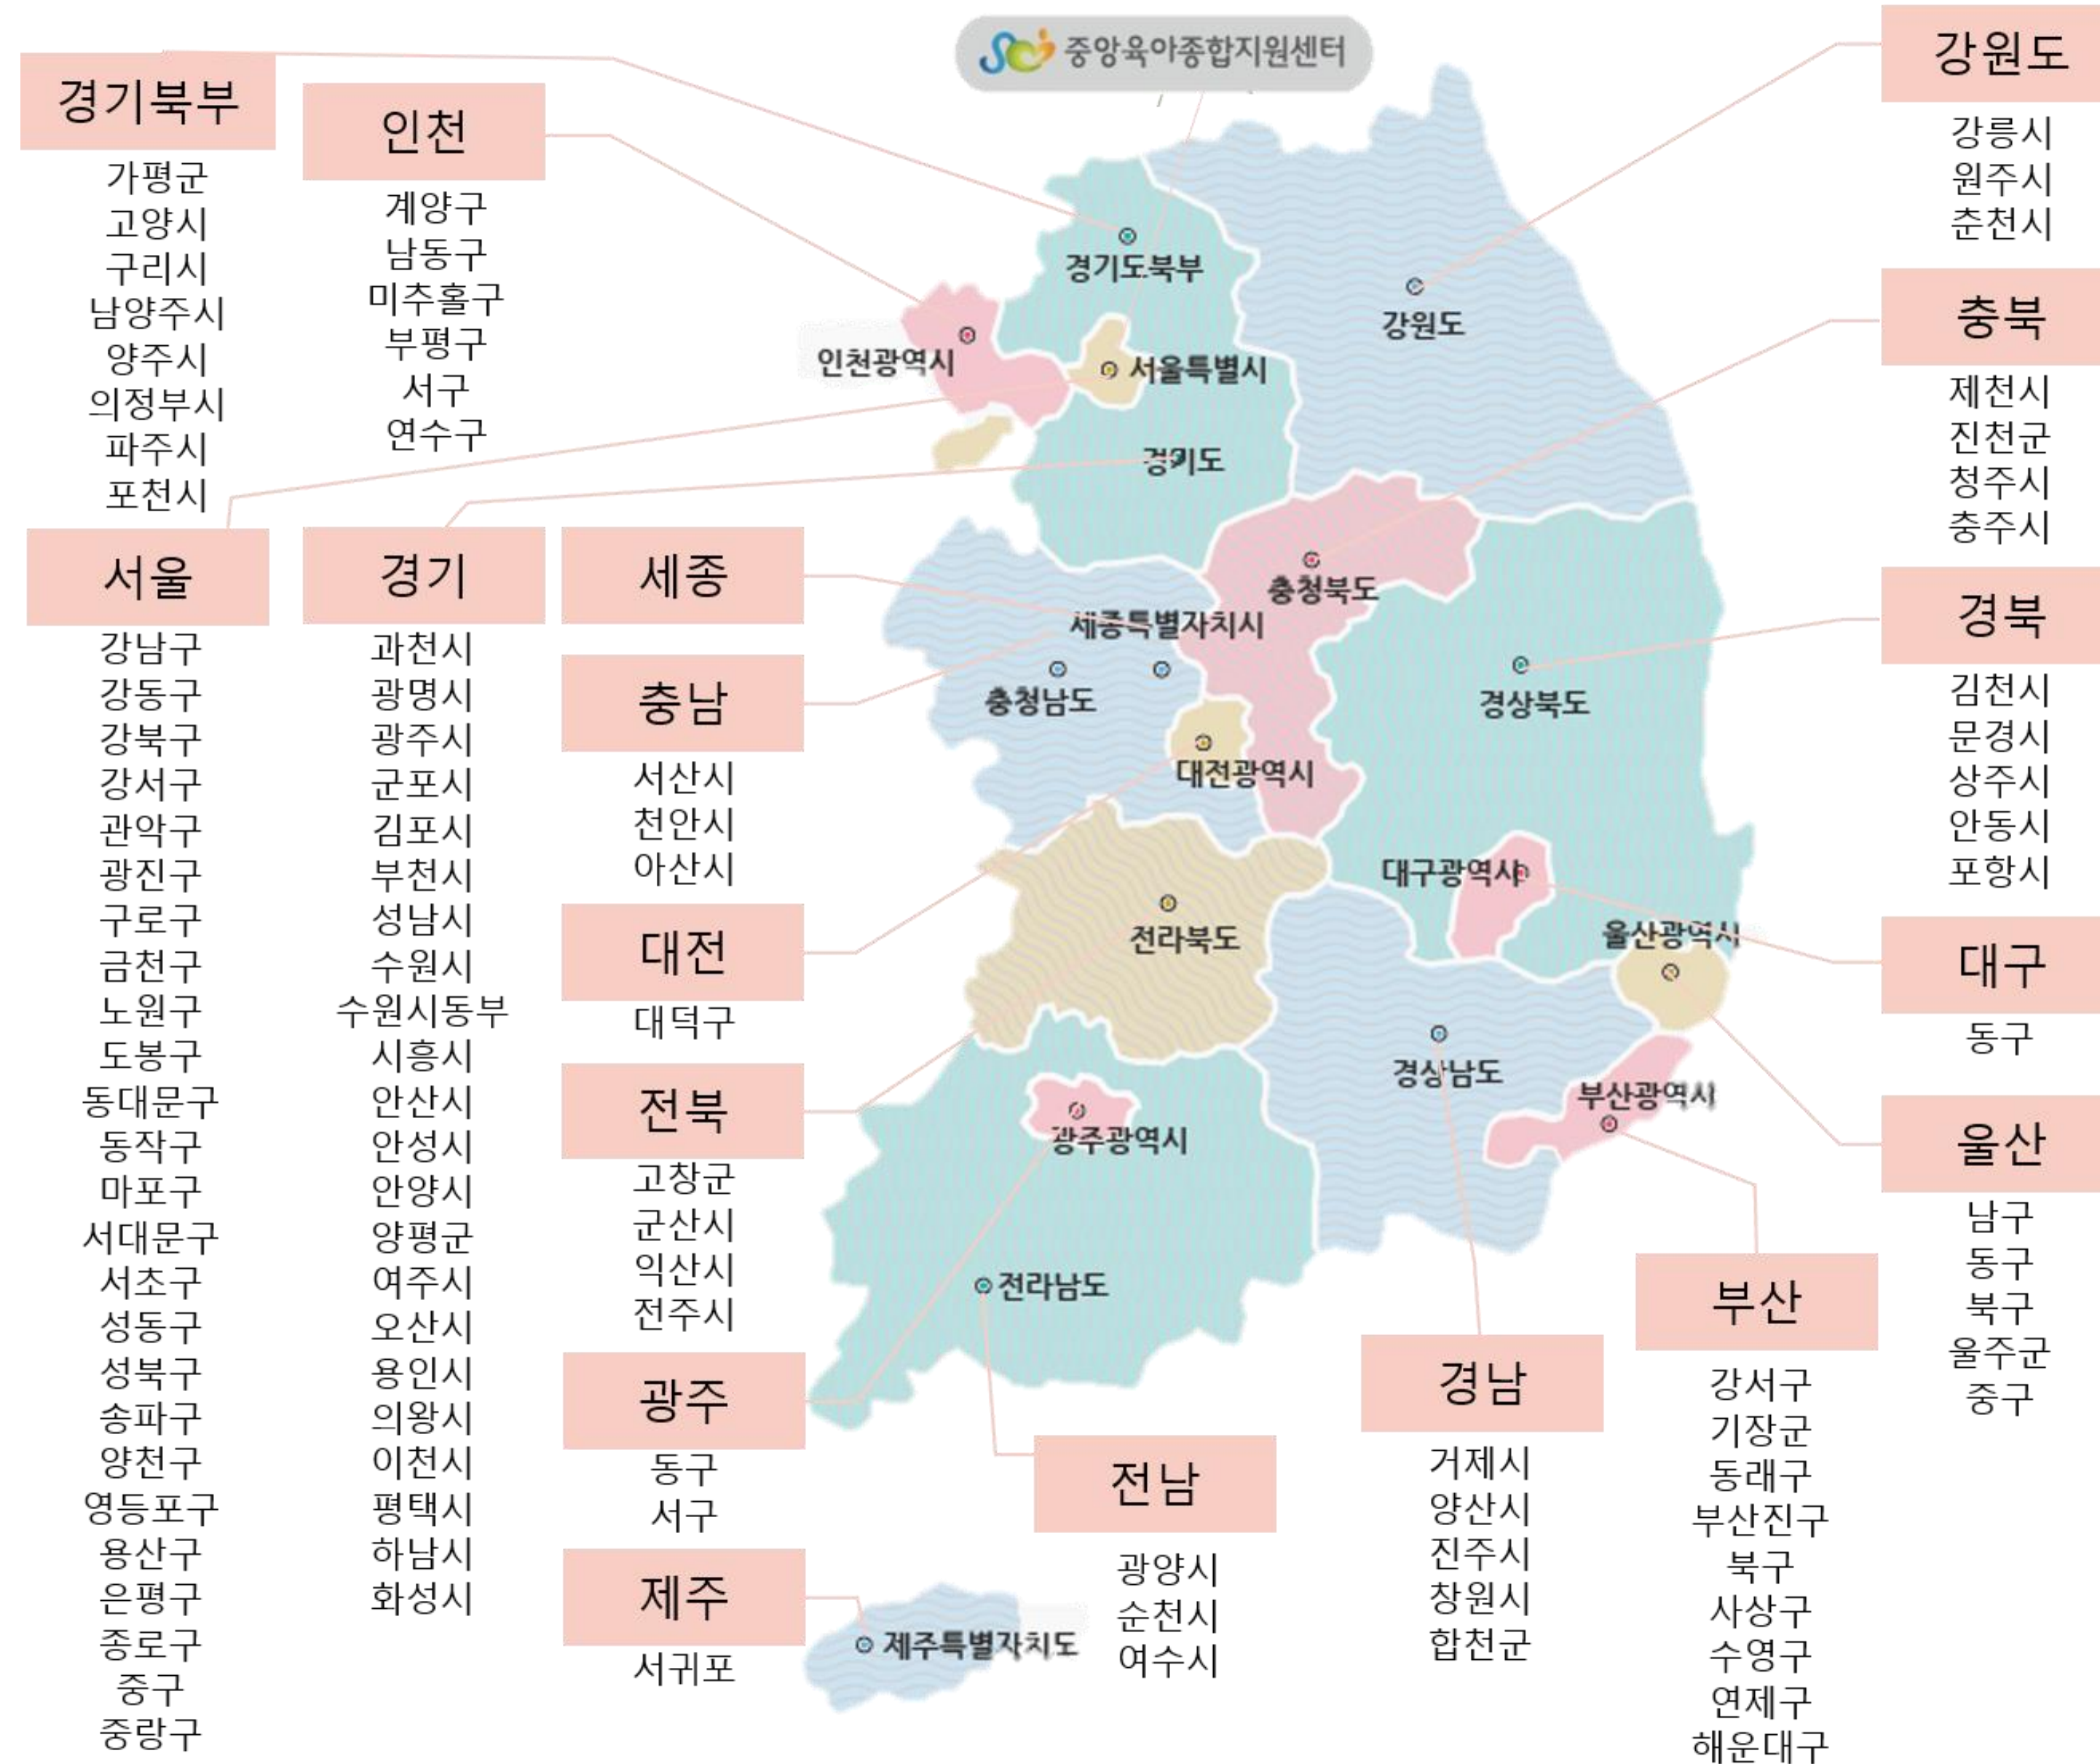 중앙육아종합지원센터
경기북부
가평군
고양시
구리시
남양주시
양주시
의정부시
파주시
포천시
인천
계양구
남동구
미추홀구
부평구
서구
연수구
서울
강남구
강동구
강북구
강서구
관악구
광진구
구로구
금천구
노원구
도봉구
동대문구
동작구
마포구
서대문구
서초구
성동구
성북구
송파구
양천구
영등포구
용산구
은평구
종로구
중구
중랑구
경기
과천시
광명시
광주시
군포시
김포시
부천시
성남시
수원시
수원시동부
시흥시
안산시
안성시
안양시
양평군
여주시
오산시
용인시
의왕시
이천시
평택시
하남시
화성시
세종
충남
서산시
천안시
아산시
대전
대덕구
전북
고창군
군산시
익산시
전주시
광주
동구
서구
제주
서귀포
경기도북부
강원도
인천광역시
서울특별시
경기도
충청북도
세종특별자치시
충청남도
경상북도
대전광역시
대구광역시
전라북도
울산광역시
경상남도
부산광역시
광주광역시
전라남도
제주특별자치도
전남
광양시
순천시
여수시
경남
거제시
양산시
진주시
창원시
합천군
부산
강서구
기장군
동래구
부산진구
북구
사상구
수영구
연제구
해운대구
강원도
강릉시
원주시
춘천시
충북
제천시
진천군
청주시
충주시
경북
김천시
문경시
상주시
안동시
포항시
대구
동구
울산
남구
동구
북구
울주군
중구